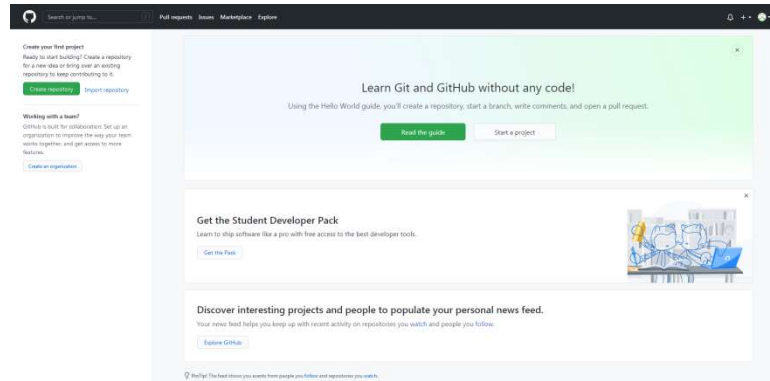 Search or jump to...
Pull requests Issues Marketplace Explore
Create your first project
Ready to start building? Create a repository
for a new idea or bring over an existing
repository to keep contributing to it.
Create repository
Import repository
Working with a team?
GitHub is built for collaboration. Set up an
organization to improve the way your team
works together, and get access to more
features.
Create an organization
Learn Git and GitHub without any code!
Using the Hello World guide, you'll create a repository, start a branch, write comments, and open a pull request.
Read the guide
Start a project
Get the Student Developer Pack
Learn to ship software like a pro with free access to the best developer tools.
Get the Pack
Discover interesting projects and people to populate your personal news feed.
Your news feed helps you keep up with recent activity on repositories you watch and people you follow.
Explore GitHub
ProTip! The feed shows you events from people you follow and repositories you watch.